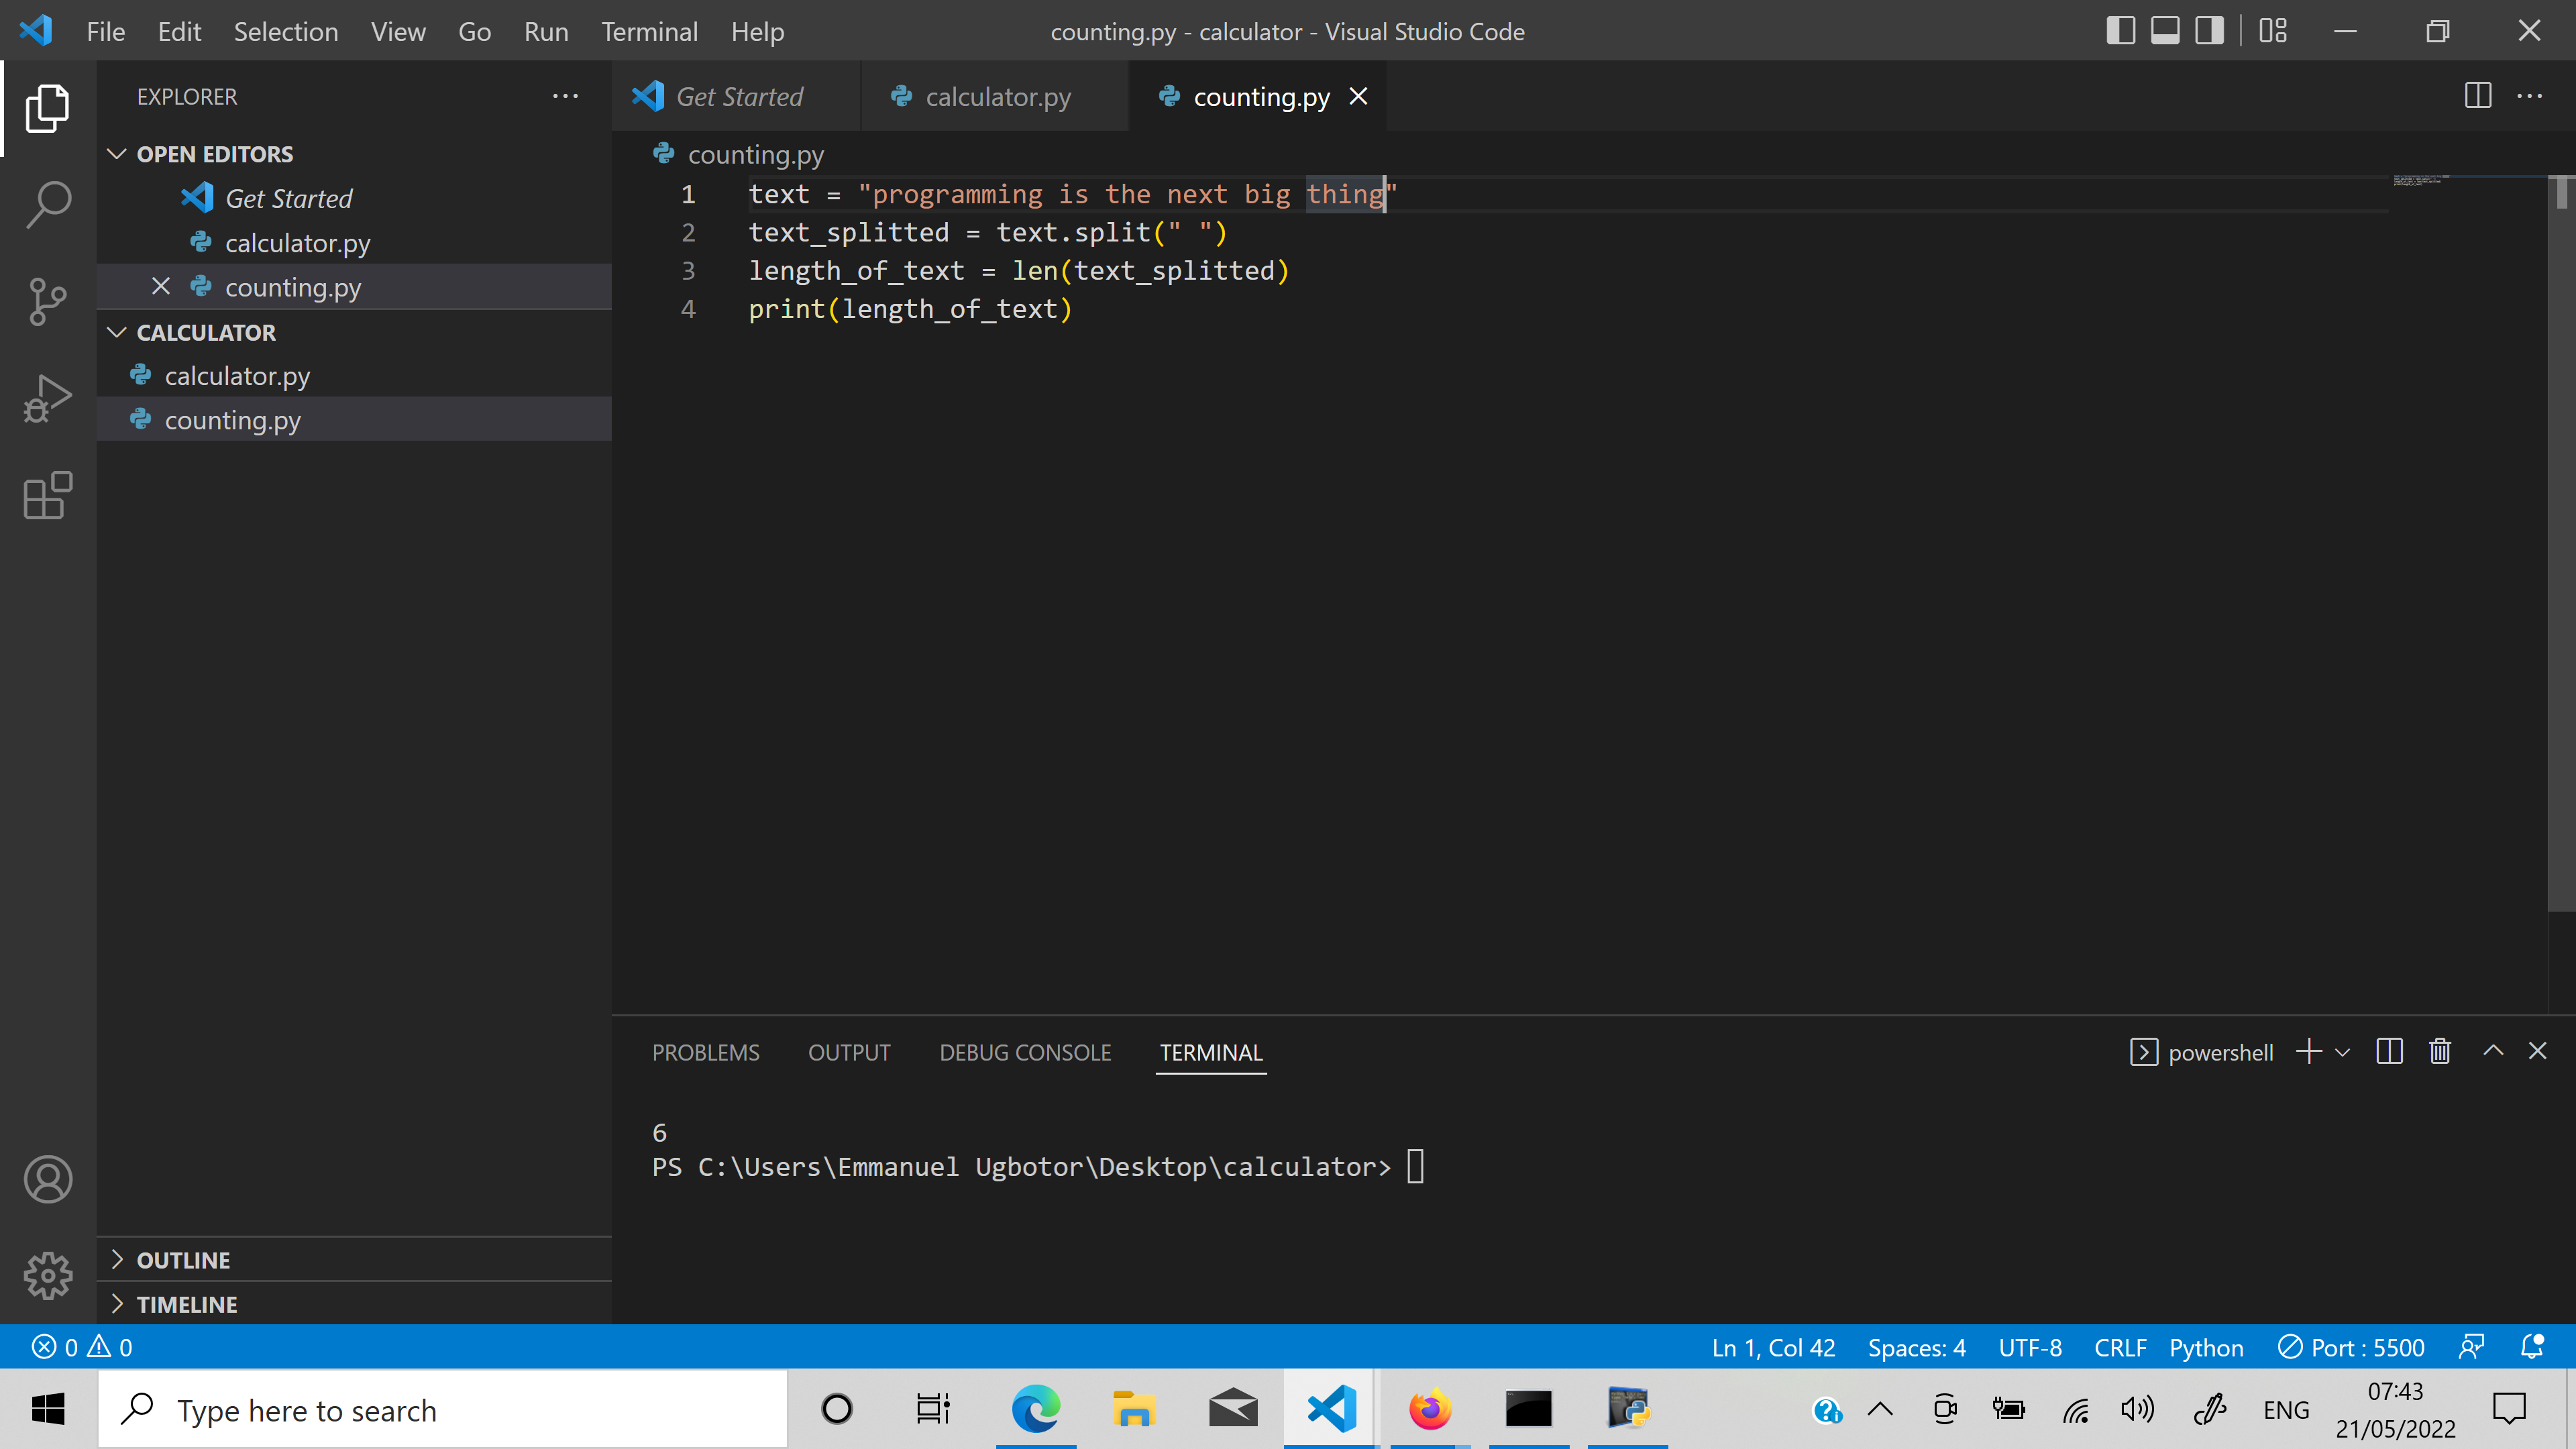 File Edit Selection View Go Run Terminal Help counting.py - calculator - Visual Studio Code
EXPLORER
OPEN EDITORS
Get Started
calculator.py
counting.py
CALCULATOR
calculator.py
counting.py
OUTLINE
TIMELINE
Get Started calculator.py counting.py
counting.py
1 text = "programming is the next big thing"
2 text_splitted = text.split(" ")
3 length_of_text = len(text_splitted)
4 print(length_of_text)
PROBLEMS OUTPUT DEBUG CONSOLE TERMINAL powershell
6
PS C:\Users\Emmanuel Ugbotor\Desktop\calculator>
0 0 Ln 1, Col 42 Spaces: 4 UTF-8 CRLF Python Port : 5500
Type here to search ENG 07:43
21/05/2022